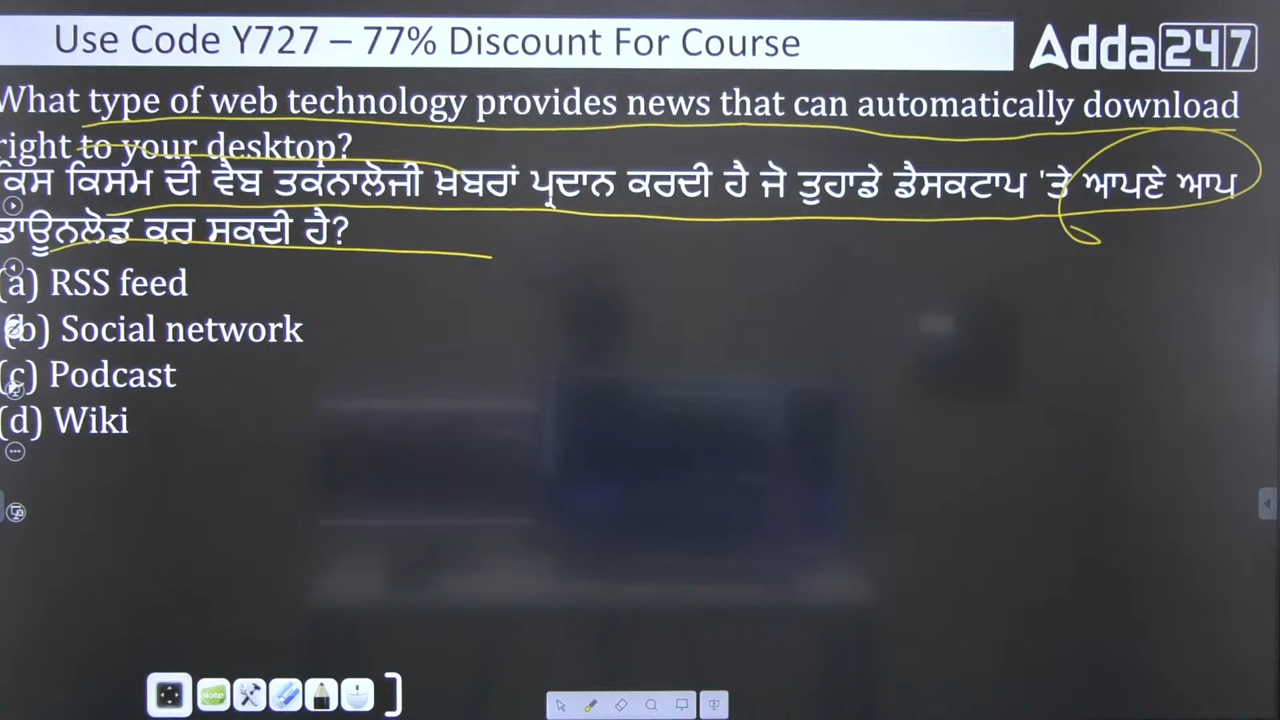 Use Code Y727 – 77% Discount For Course
Adda247
What type of web technology provides news that can automatically download
right to your desktop?
ਕਿਸ ਕਿਸਮ ਦੀ ਵੈਬ ਤਕਨਾਲੋਜੀ ਖ਼ਬਰਾਂ ਪ੍ਰਦਾਨ ਕਰਦੀ ਹੈ ਜੋ ਤੁਹਾਡੇ ਡੈਸਕਟਾਪ 'ਤੇ ਆਪਣੇ ਆਪ
ਡਾਊਨਲੋਡ ਕਰ ਸਕਦੀ ਹੈ?
(a) RSS feed
(b) Social network
(c) Podcast
(d) Wiki
Note